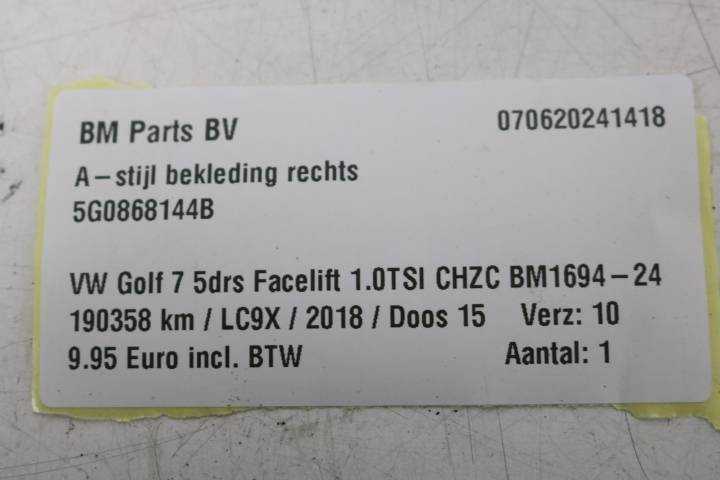 BM Parts BV 070620241418
A-stijl bekleding rechts
5G0868144B
VW Golf 7 5drs Facelift 1.0TSI CHZC BM1694-24
190358 km / LC9X / 2018 / Doos 15 Verz: 10
9.95 Euro incl. BTW Aantal: 1